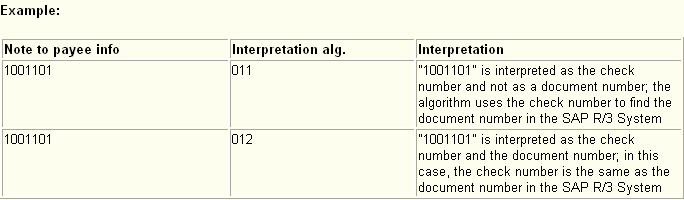 Example:
Note to payee info Interpretation alg. Interpretation
1001101 011 "1001101" is interpreted as the check
number and not as a document number; the
algorithm uses the check number to find the
document number in the SAP R/3 System
1001101 012 "1001101" is interpreted as the check
number and the document number; in this
case, the check number is the same as the
document number in the SAP R/3 System